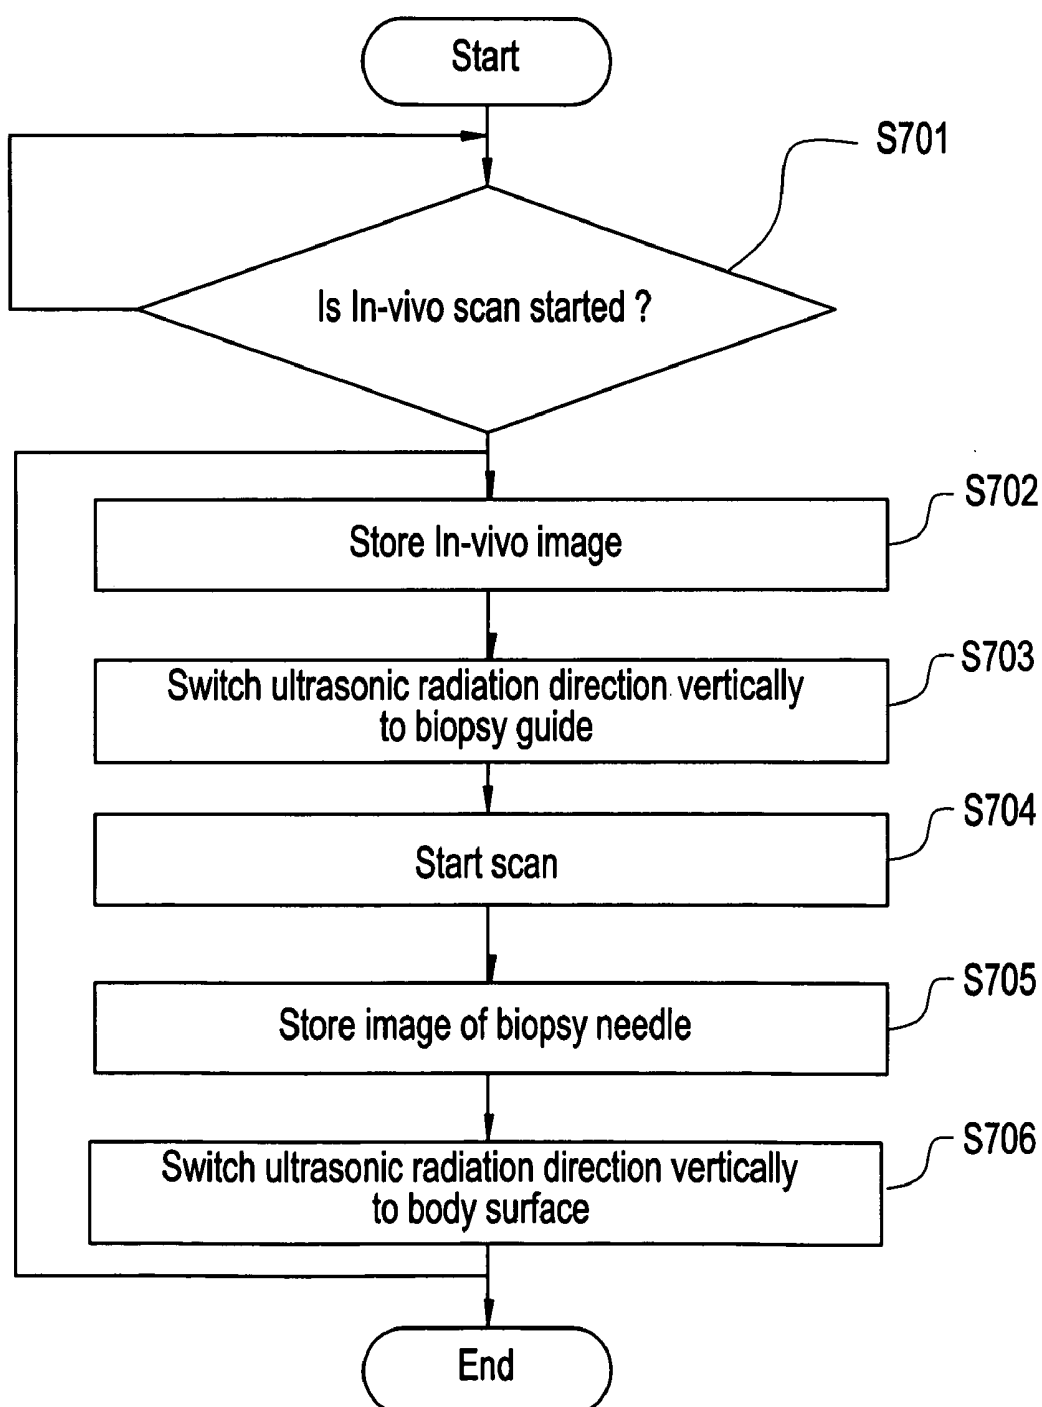 Start
S701
Is In-vivo scan started ?
S702
Store In-vivo image
S703
Switch ultrasonic radiation direction vertically
to biopsy guide
S704
Start scan
S705
Store image of biopsy needle
S706
Switch ultrasonic radiation direction vertically
to body surface
End